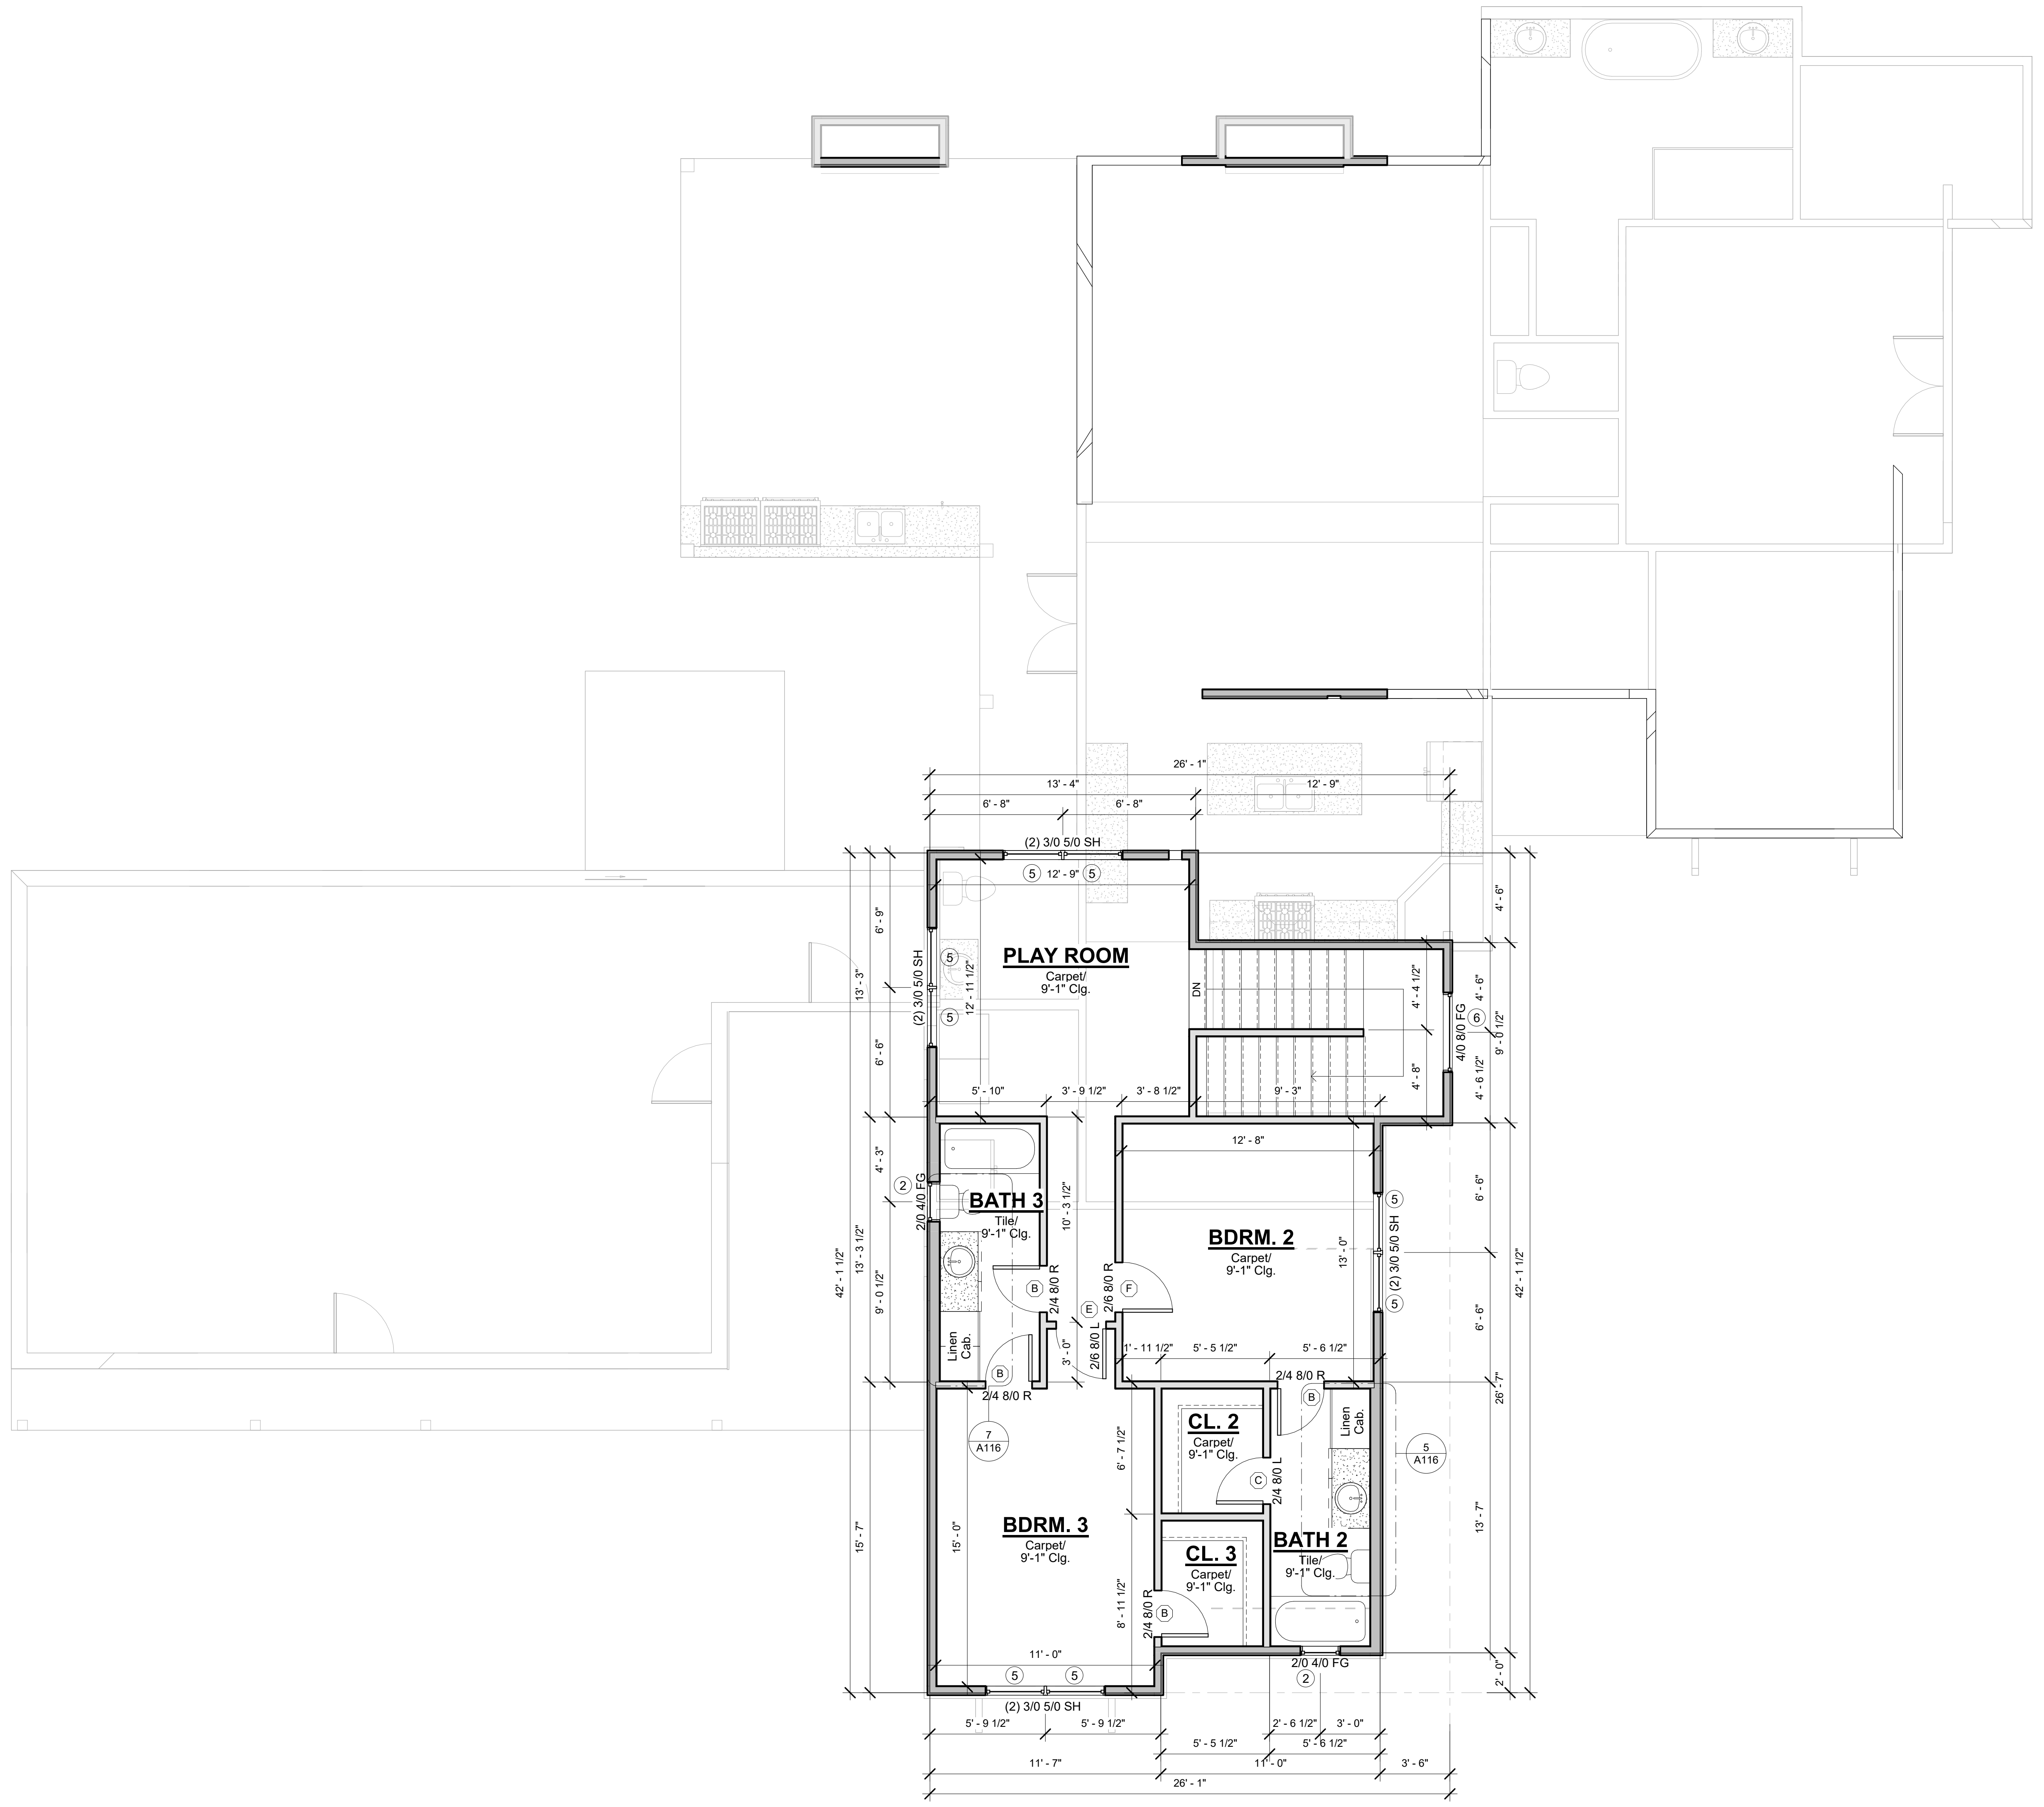 26' - 1"
13' - 4"
12' - 9"
6' - 8"
6' - 8"
(2) 3/0 5/0 SH
5
12' - 9"
5
4' - 6"
6' - 9"
13' - 3"
(2) 3/0 5/0 SH
5
5
12' - 11 1/2"
PLAY ROOM
Carpet/
9'-1" Clg.
DN
4' - 4 1/2"
4' - 6"
4/0 8/0 FG
6
9' - 0 1/2"
6' - 6"
4' - 8"
4' - 6 1/2"
5' - 10"
3' - 9 1/2"
3' - 8 1/2"
9' - 3"
12' - 8"
4' - 3"
2
2/0 4/0 FG
BATH 3
Tile/
9'-1" Clg.
10' - 3 1/2"
6' - 6"
5
(2) 3/0 5/0 SH
5
BDRM. 2
Carpet/
9'-1" Clg.
13' - 0"
42' - 1 1/2"
13' - 3 1/2"
9' - 0 1/2"
42' - 1 1/2"
B
2/4 8/0 R
2/6 8/0 R
F
E
2/6 8/0 L
3' - 0"
6' - 6"
Linen
Cab.
1' - 11 1/2"
5' - 5 1/2"
5' - 6 1/2"
B
2/4 8/0 R
2/4 8/0 R
B
26' - 7"
7
A116
CL. 2
Carpet/
9'-1" Clg.
Linen
Cab.
5
A116
6' - 7 1/2"
C
2/4 8/0 L
15' - 7"
15' - 0"
BDRM. 3
Carpet/
9'-1" Clg.
13' - 7"
BATH 2
Tile/
9'-1" Clg.
CL. 3
Carpet/
9'-1" Clg.
8' - 11 1/2"
2/4 8/0 R
B
11' - 0"
5
5
2/0 4/0 FG
2
2' - 0"
(2) 3/0 5/0 SH
5' - 9 1/2"
5' - 9 1/2"
2' - 6 1/2"
3' - 0"
5' - 5 1/2"
5' - 6 1/2"
11' - 7"
11' - 0"
3' - 6"
26' - 1"